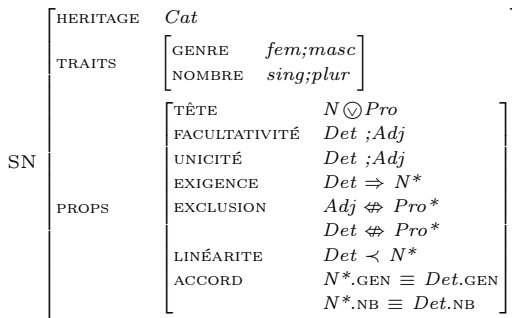 HERITAGE Cat
TRAITS
GENRE fem;masc
NOMBRE sing;plur
SN
PROPS
TÊTE N Ⓥ Pro
FACULTATIVITÉ Det ;Adj
UNICITÉ Det ;Adj
EXIGENCE Det ⇒ N*
EXCLUSION Adj ⇎ Pro*
Det ⇎ Pro*
LINÉARITE Det ≺ N*
ACCORD N*.GEN ≡ Det.GEN
N*.NB ≡ Det.NB